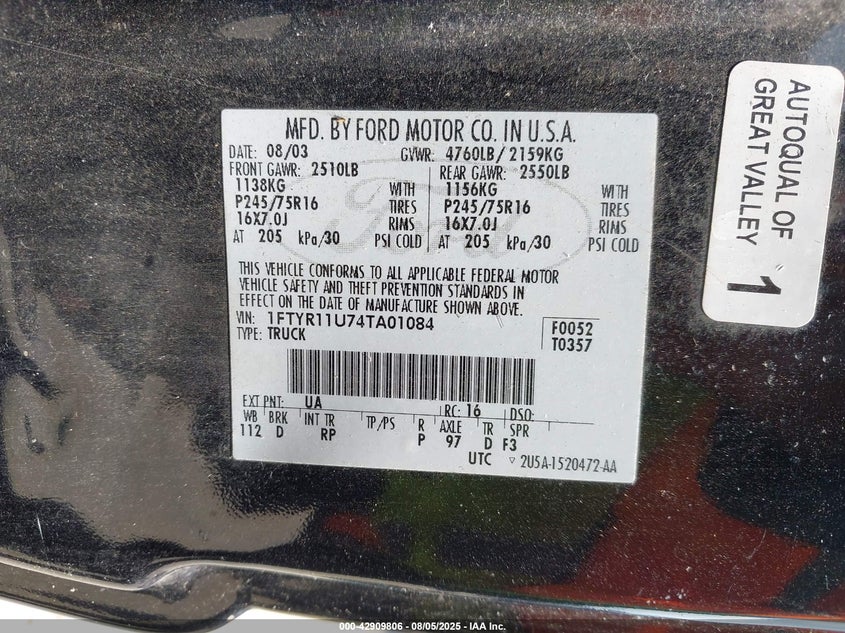 MFD. BY FORD MOTOR CO. IN U.S.A.
DATE: 08/03 GVWR: 4760LB/2159KG
FRONT GAWR: 2510LB REAR GAWR: 2550LB
1138KG WITH 1156KG WITH
P245/75R16 TIRES P245/75R16 TIRES
16X7.0J RIMS 16X7.0J RIMS
AT 205 kPa/30 PSI COLD AT 205 kPa/30 PSI COLD
Ford
THIS VEHICLE CONFORMS TO ALL APPLICABLE FEDERAL MOTOR
VEHICLE SAFETY AND THEFT PREVENTION STANDARDS IN
EFFECT ON THE DATE OF MANUFACTURE SHOWN ABOVE.
VIN: 1FTYR11U74TA01084 F0052
TYPE: TRUCK T0357
EXT PNT: UA RC: 16 DSO:
WB BRK INT TR TP/PS R AXLE TR SPR
112 D RP P 97 D F3
UTC ▽ 2U5A-1520472-AA
AUTOQUAL OF
GREAT VALLEY
1
000-42909806 - 08/05/2025 - IAA Inc.